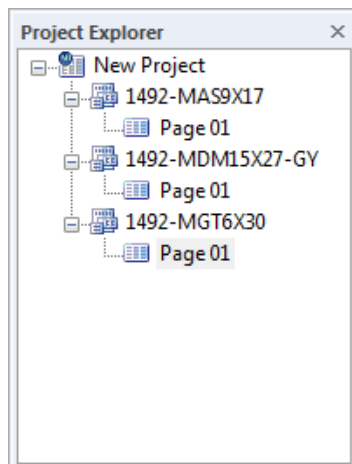 Project Explorer
New Project
1492-MAS9X17
Page 01
1492-MDM15X27-GY
Page 01
1492-MGT6X30
Page 01